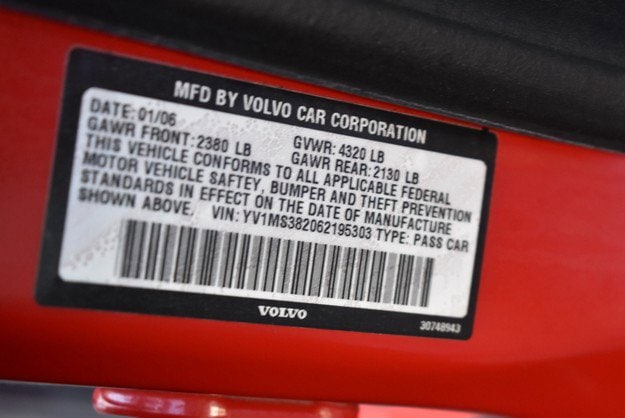 MFD BY VOLVO CAR CORPORATION
DATE: 01/06 GVWR: 4320 LB
GAWR FRONT: 2380 LB GAWR REAR: 2130 LB
THIS VEHICLE CONFORMS TO ALL APPLICABLE FEDERAL
MOTOR VEHICLE SAFTEY, BUMPER AND THEFT PREVENTION
STANDARDS IN EFFECT ON THE DATE OF MANUFACTURE
SHOWN ABOVE. VIN: YV1MS382062195303 TYPE: PASS CAR
VOLVO
30748943